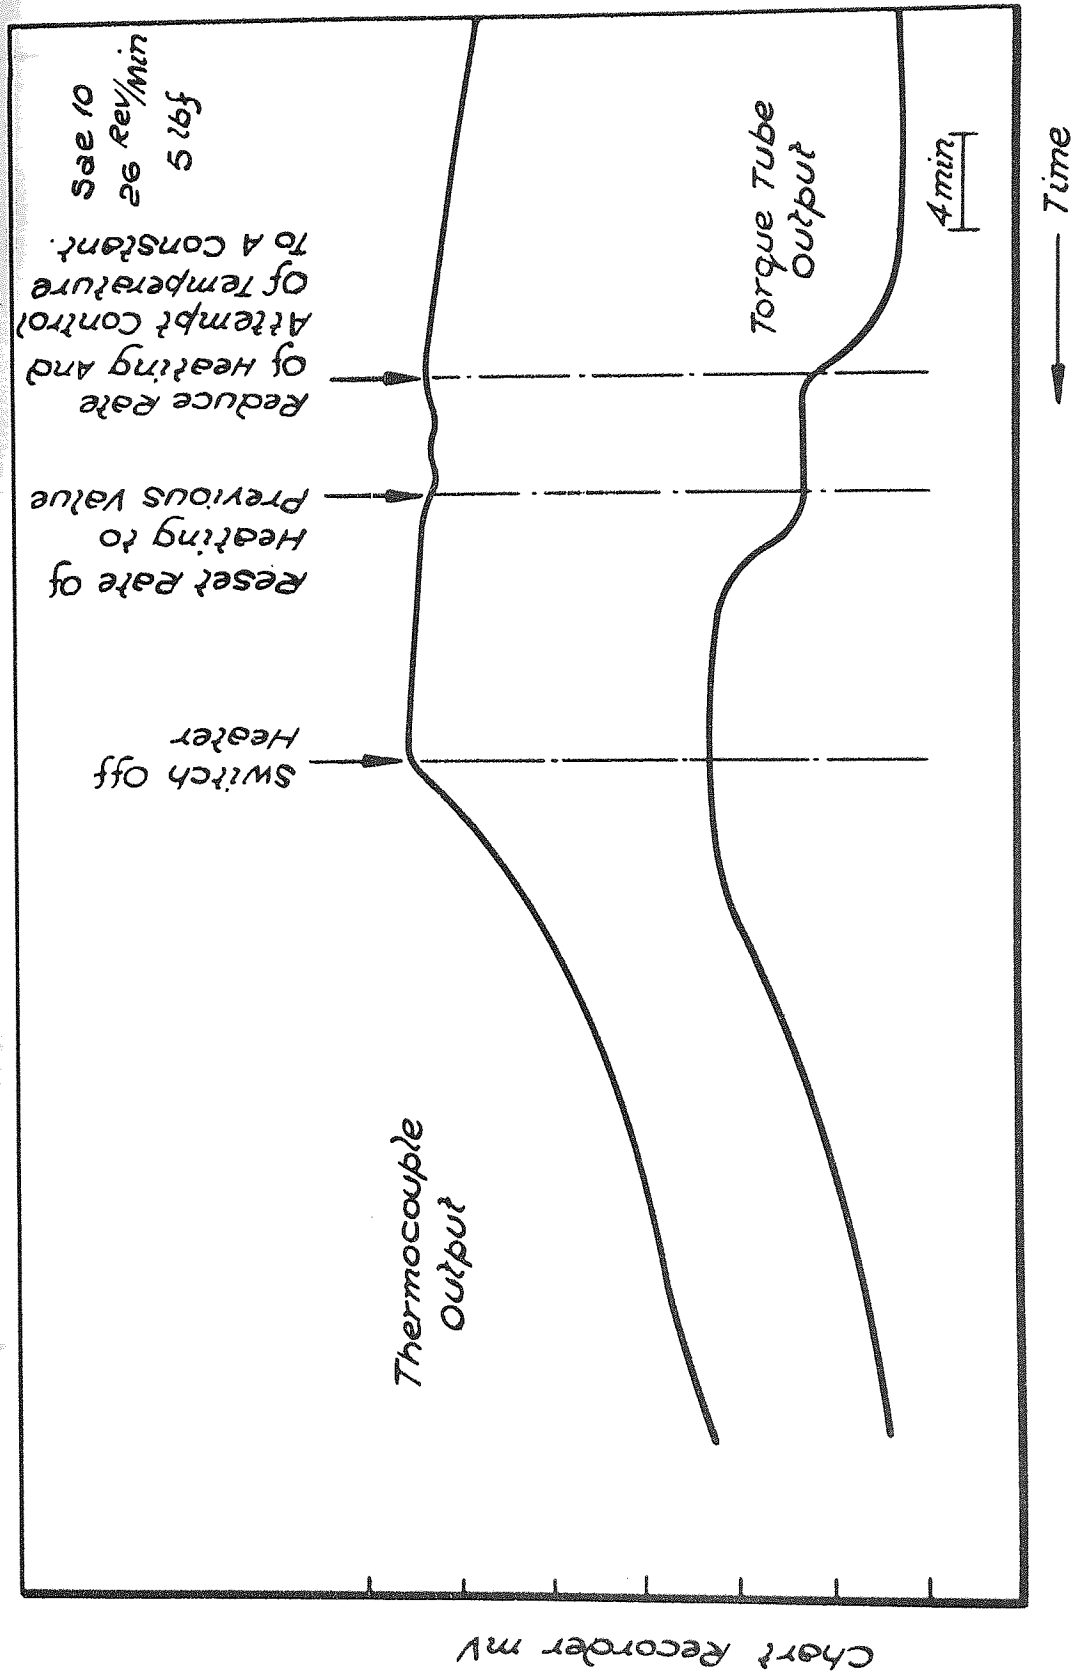 Sae 10
26 Rev/Min
5 lbf
Reduce Rate
Of Heating And
Attempt Control
Of Temperature
To A Constant.
Reset Rate Of
Heating to
Previous Value
Switch Off
Heater
Torque Tube
Output
4 min
Time
Thermocouple
Output
Chart Recorder mV